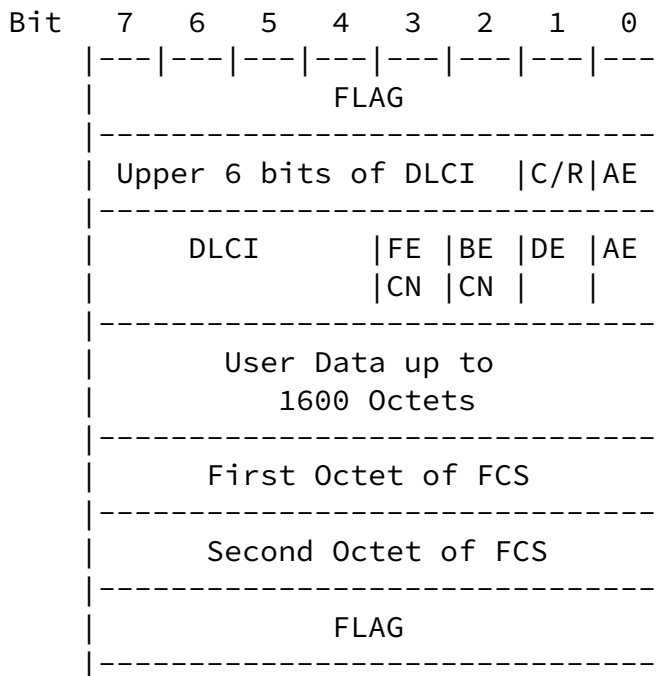 Bit   7   6   5   4   3   2   1   0
    |---|---|---|---|---|---|---|---
    |             FLAG
    |-------------------------------
    | Upper 6 bits of DLCI  |C/R|AE
    |-------------------------------
    |     DLCI      |FE |BE |DE |AE
    |               |CN |CN |   |
    |-------------------------------
    |       User Data up to
    |          1600 Octets
    |-------------------------------
    |      First Octet of FCS
    |-------------------------------
    |      Second Octet of FCS
    |-------------------------------
    |             FLAG
    |-------------------------------